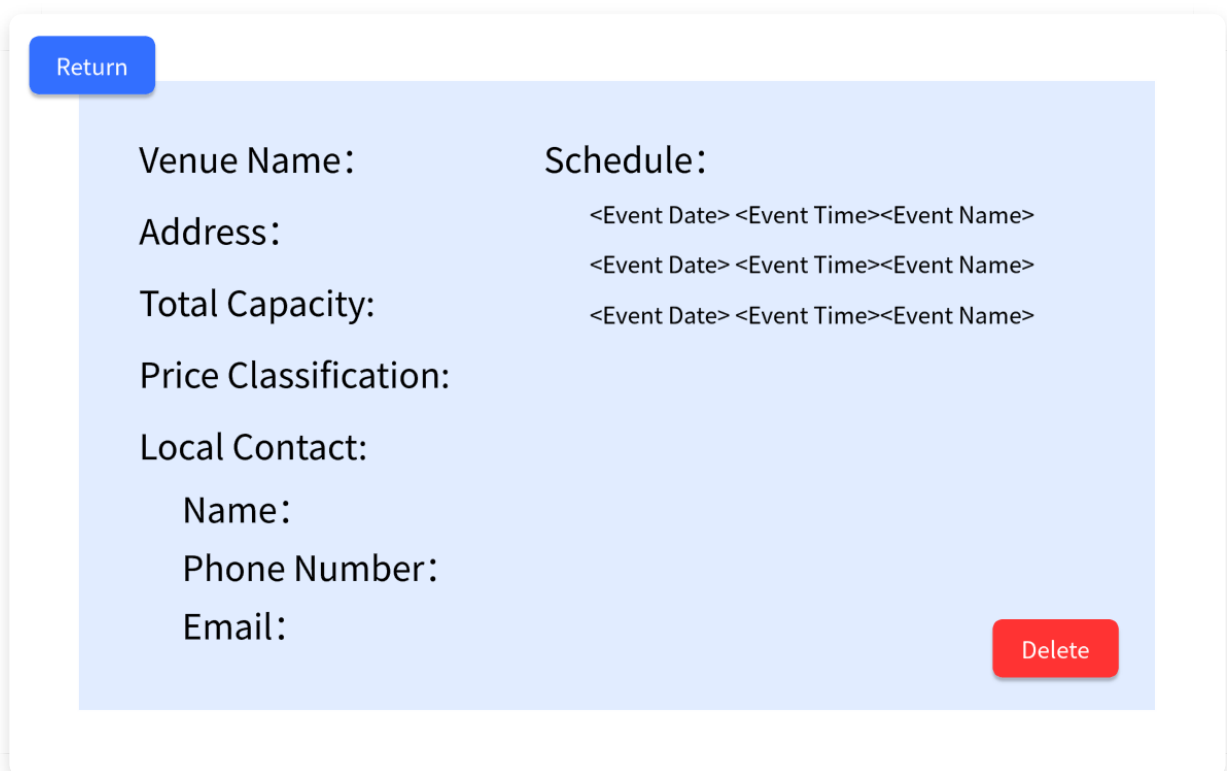 Return
Venue Name：
Address：
Total Capacity:
Price Classification:
Local Contact:
Name：
Phone Number：
Email：
Schedule：
<Event Date> <Event Time><Event Name>
<Event Date> <Event Time><Event Name>
<Event Date> <Event Time><Event Name>
Delete